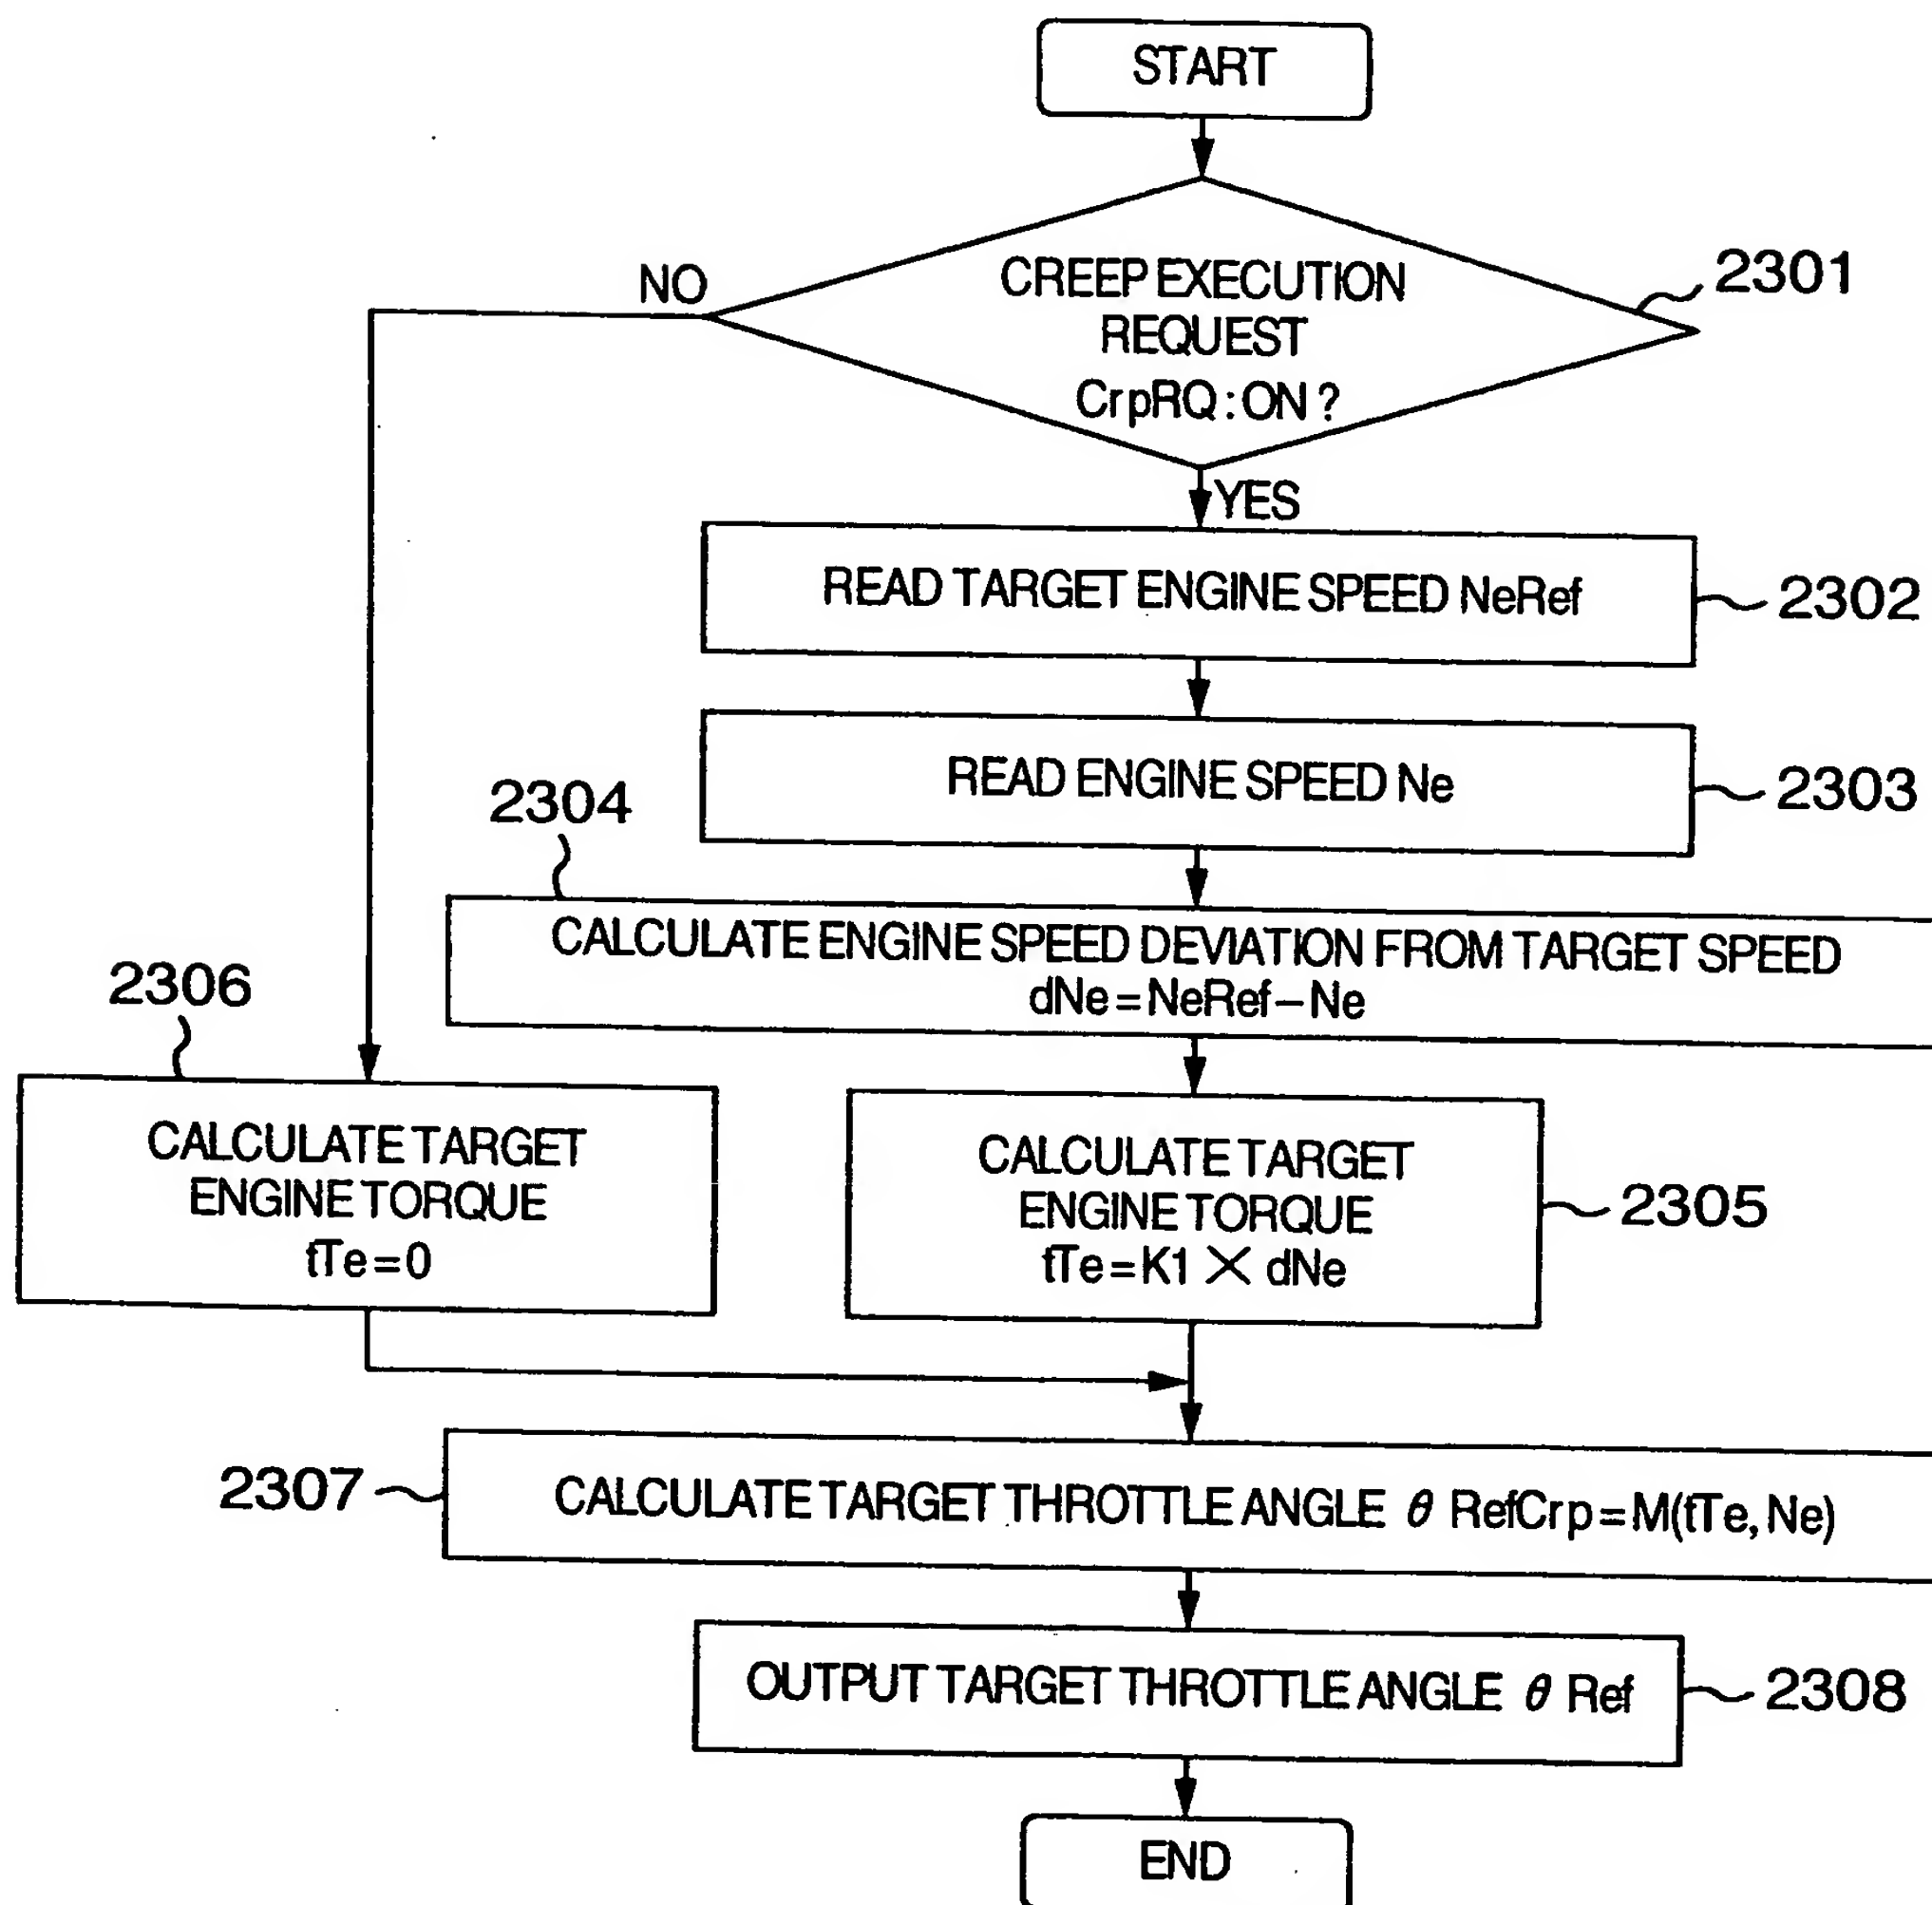 START
CREEP EXECUTION
REQUEST
CrpRQ : ON ?
2301
NO
YES
READ TARGET ENGINE SPEED NeRef
2302
READ ENGINE SPEED Ne
2303
2304
CALCULATE ENGINE SPEED DEVIATION FROM TARGET SPEED
dNe = NeRef − Ne
2306
CALCULATE TARGET
ENGINE TORQUE
tTe = 0
CALCULATE TARGET
ENGINE TORQUE
tTe = K1 × dNe
2305
2307
CALCULATE TARGET THROTTLE ANGLE θ RefCrp = M(tTe, Ne)
OUTPUT TARGET THROTTLE ANGLE θ Ref
2308
END